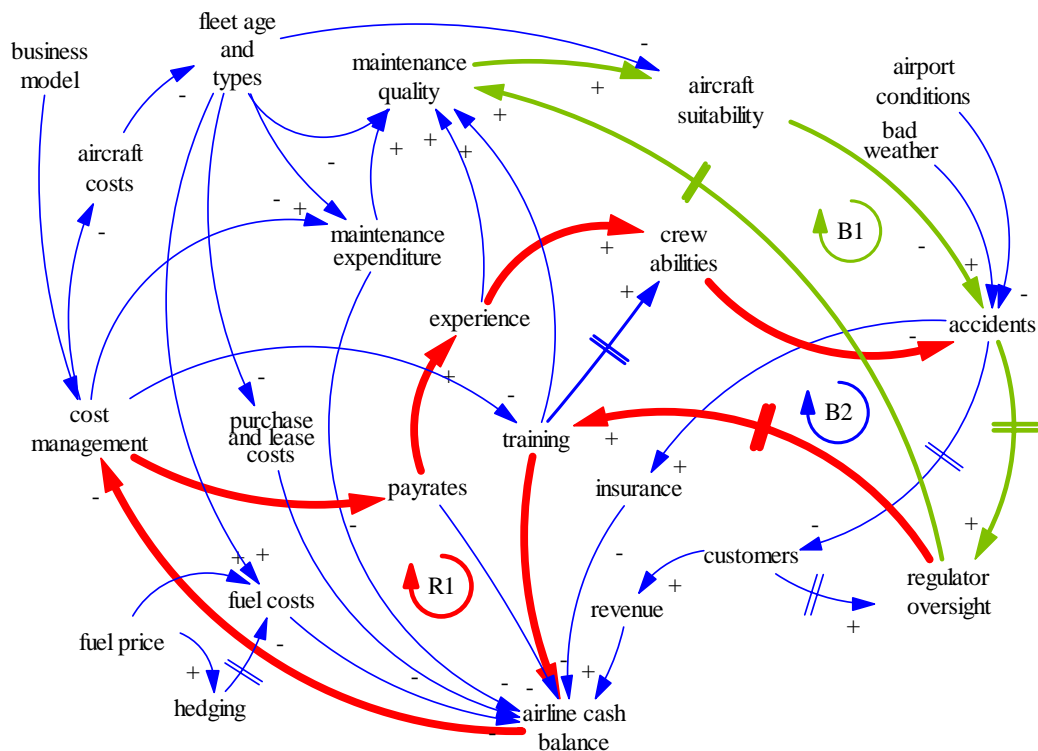 fleet age
and
types
business
model
maintenance
quality
aircraft
suitability
airport
conditions
bad
weather
aircraft
costs
maintenance
expenditure
crew
abilities
B1
experience
accidents
cost
management
purchase
and lease
costs
training
B2
payrates
insurance
customers
regulator
oversight
R1
fuel costs
revenue
fuel price
hedging
airline cash
balance
-
-
+
+
+
+
+
-
-
+
-
-
+
+
-
+
-
+
-
-
-
+
+
-
+
+
-
-
+
+
-
-
+
+
+
-
+
-
-
-
-
+
-